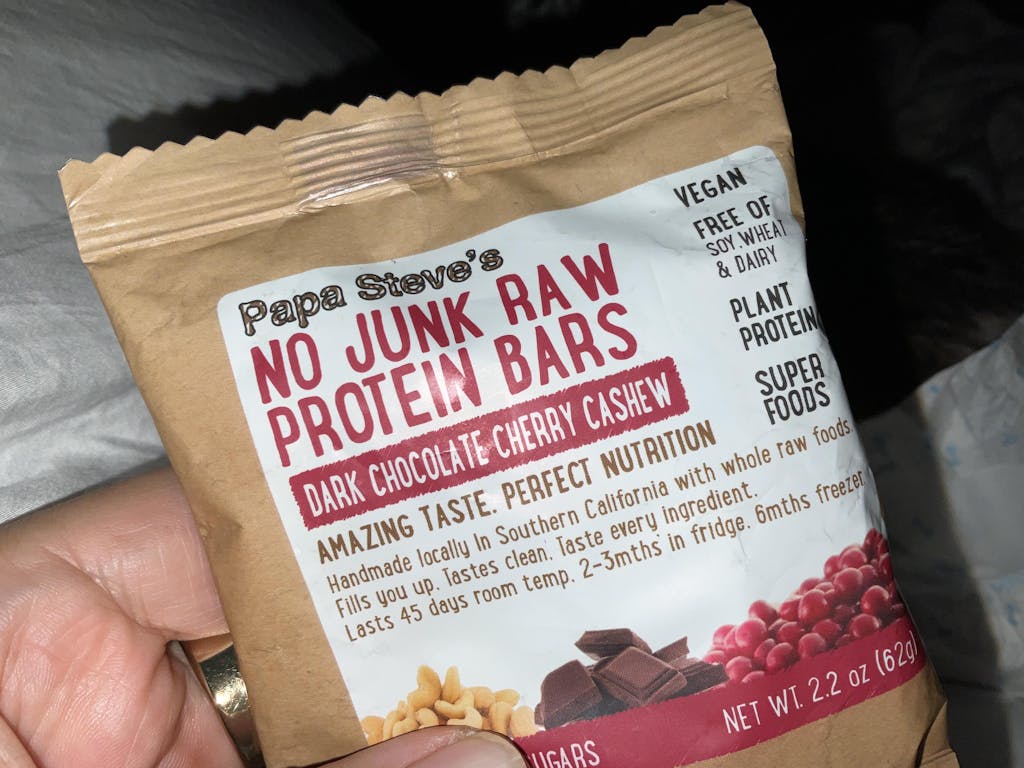 Papa Steve's
NO JUNK RAW
PROTEIN BARS
DARK CHOCOLATE CHERRY CASHEW
AMAZING TASTE. PERFECT NUTRITION
Handmade locally In Southern California with whole raw foods.
Fills you up. Tastes clean. Taste every ingredient.
Lasts 45 days room temp. 2-3mths in fridge. 6mths freezer.
VEGAN
FREE OF
SOY, WHEAT
& DAIRY
PLANT
PROTEIN
SUPER
FOODS
NET WT. 2.2 oz (62g)